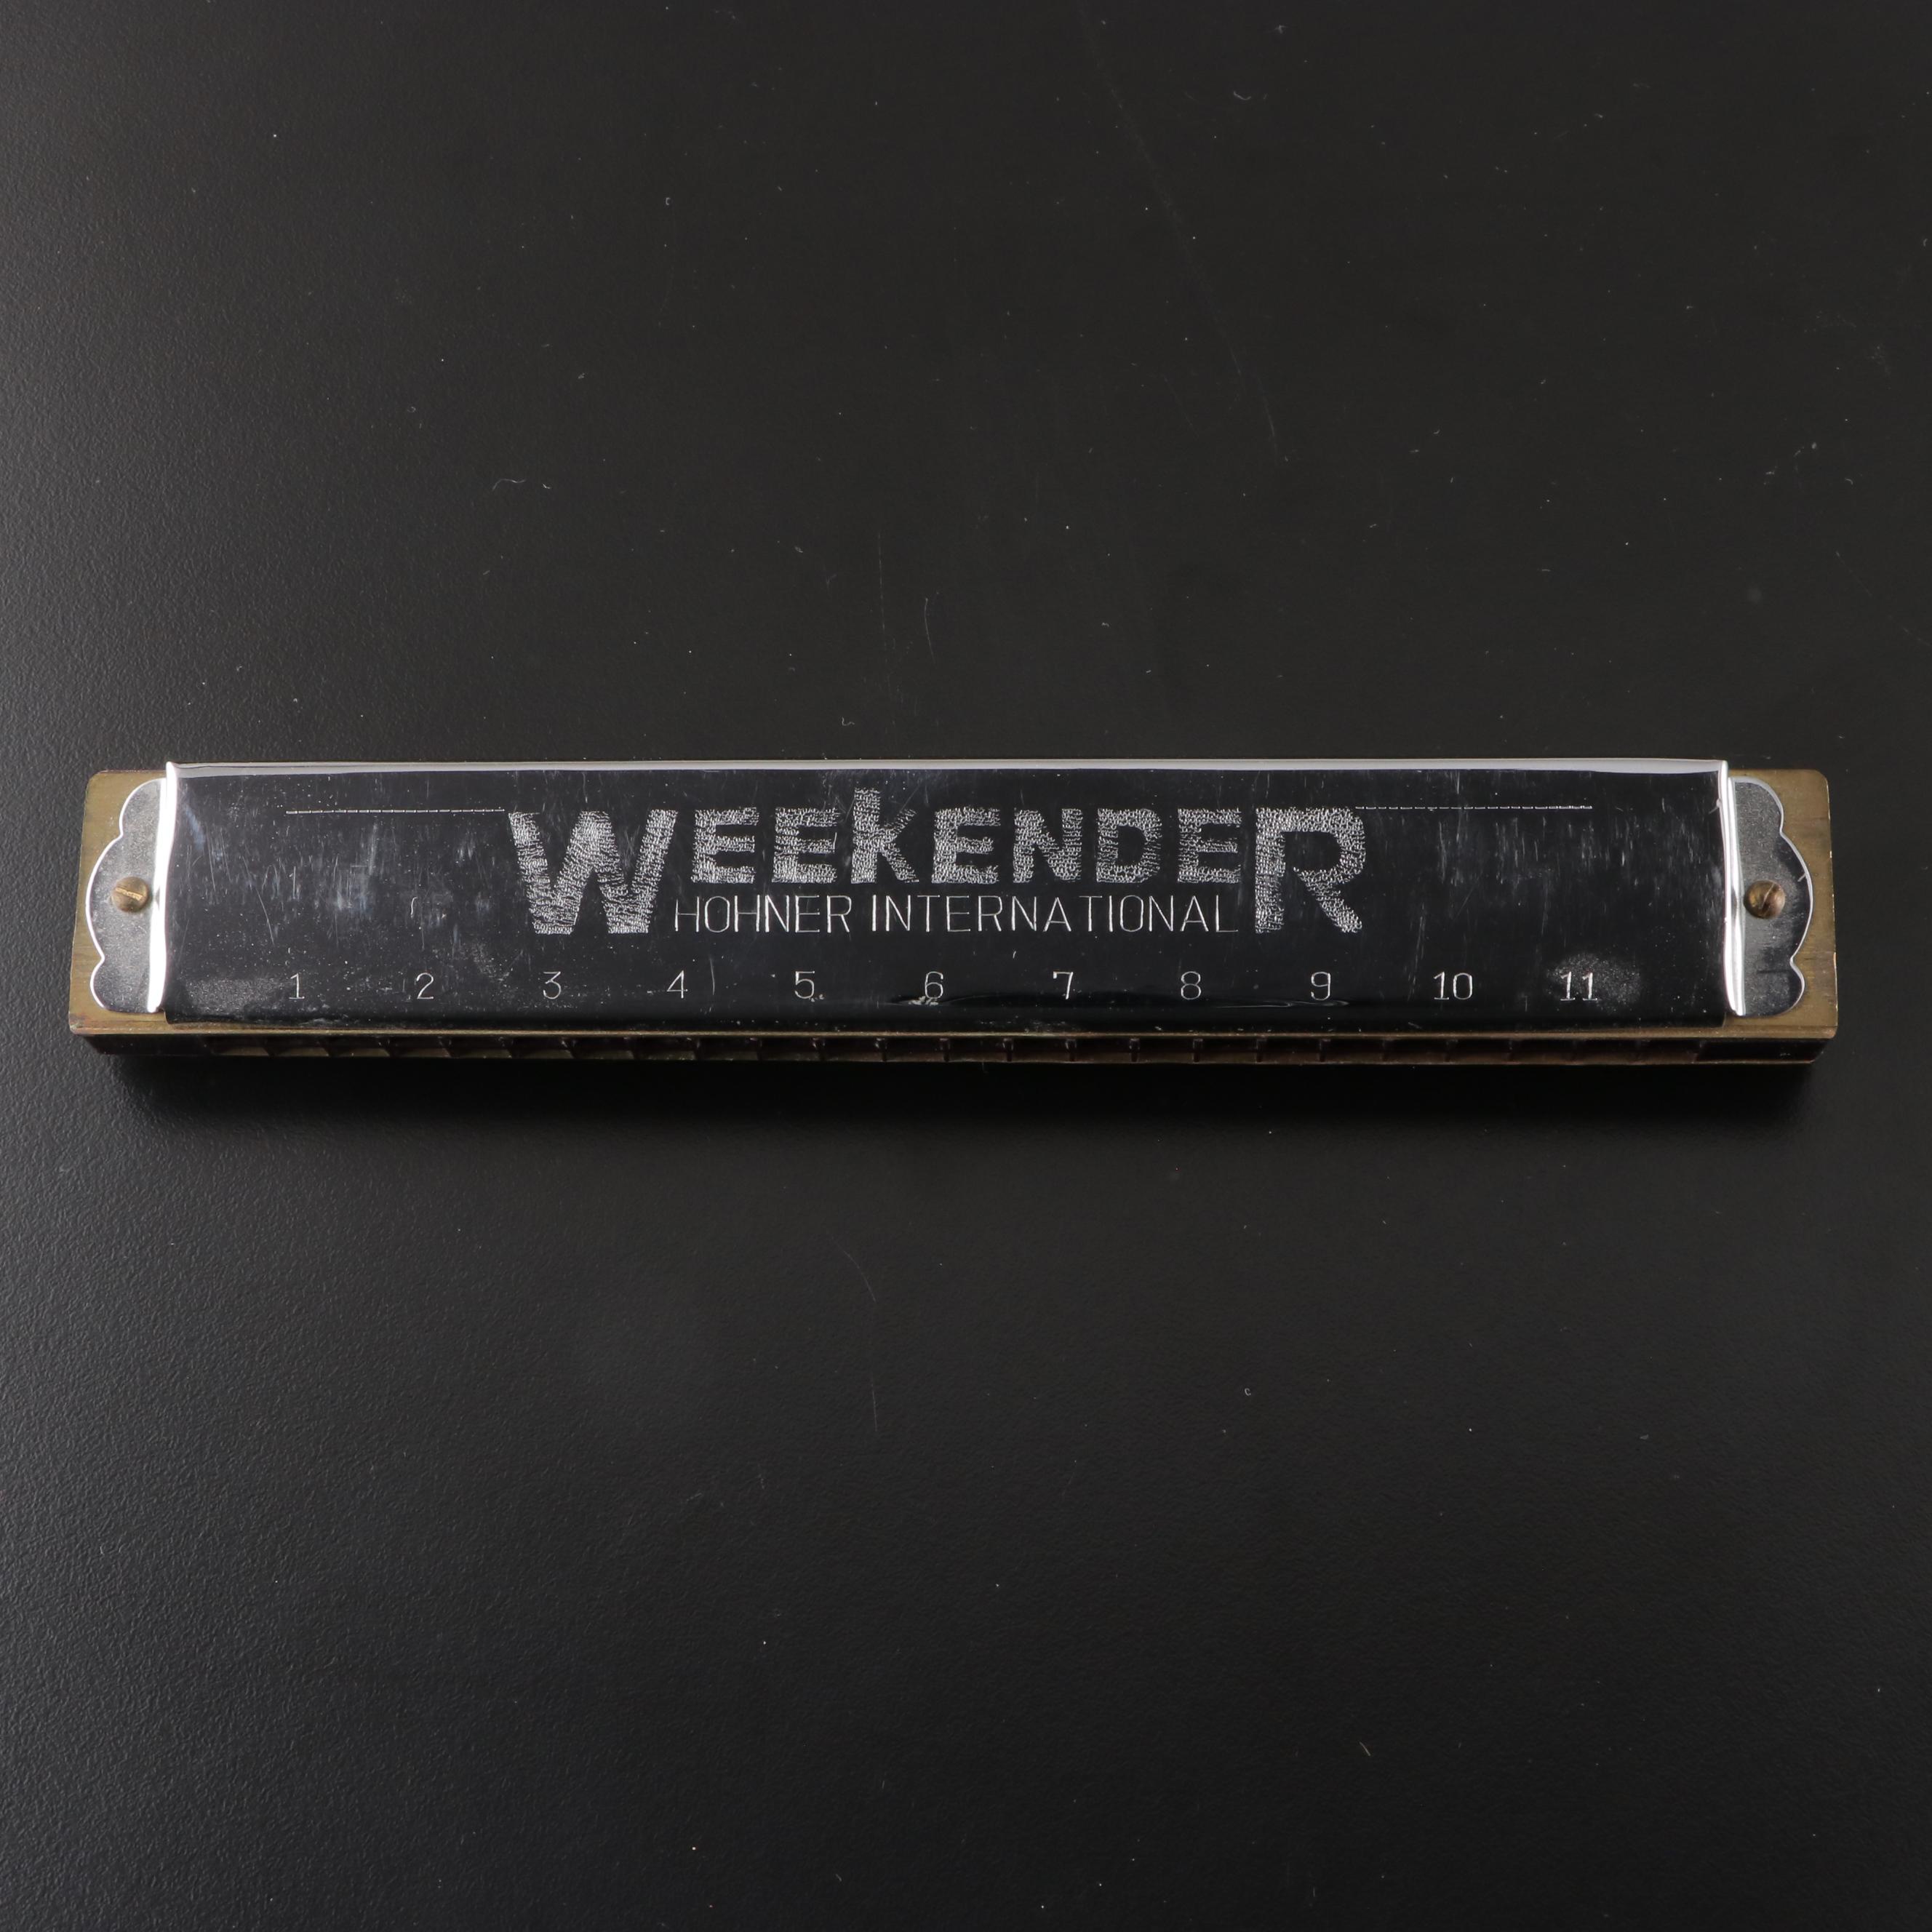 WEEKENDER
HOHNER INTERNATIONAL
1 2 3 4 5 6 7 8 9 10 11